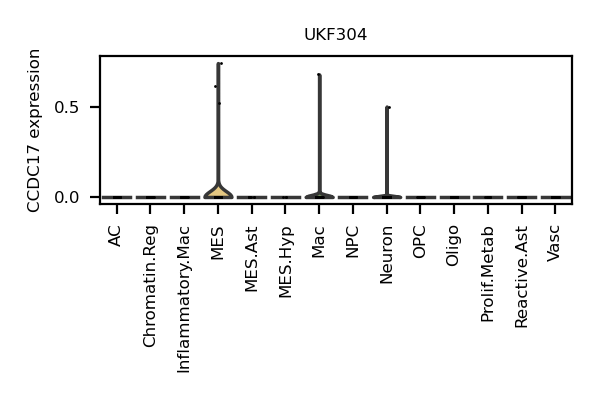 UKF304
CCDC17 expression
0.5
0.0
AC
Chromatin.Reg
Inflammatory.Mac
MES
MES.Ast
MES.Hyp
Mac
NPC
Neuron
OPC
Oligo
Prolif.Metab
Reactive.Ast
Vasc